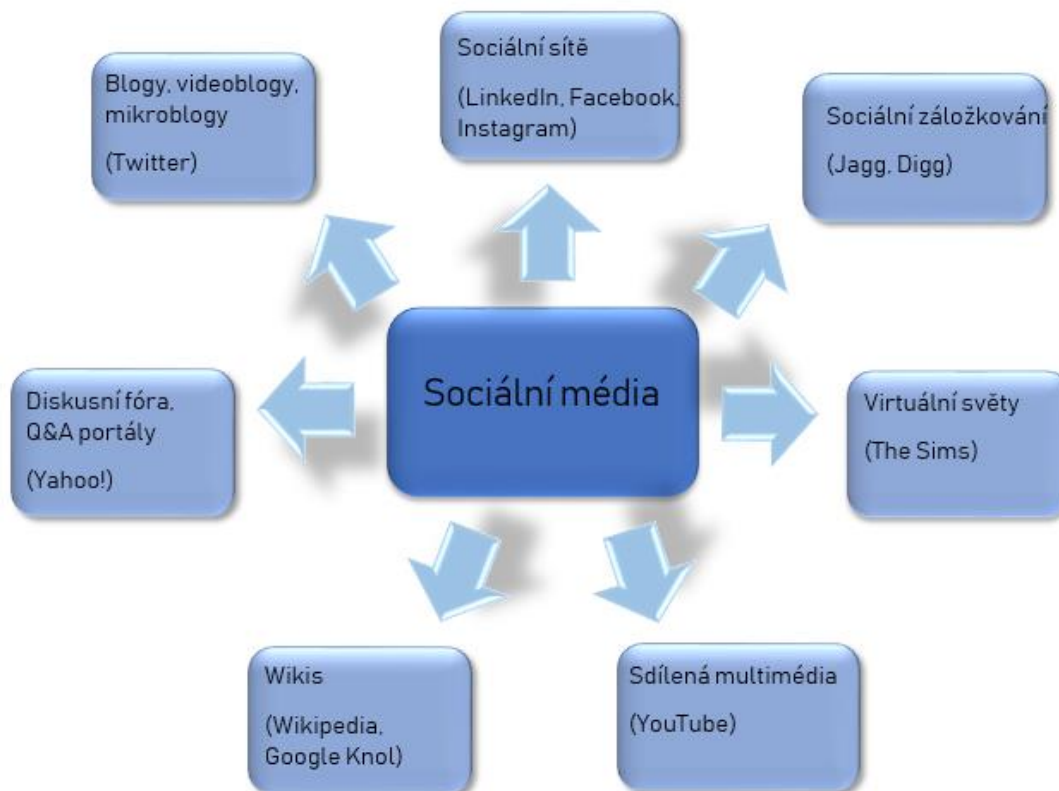 Sociální sítě
(LinkedIn, Facebook,
Instagram)
Blogy, videoblogy,
mikroblogy
(Twitter)
Sociální záložkování
(Jagg, Digg)
Sociální média
Diskusní fóra,
Q&A portály
(Yahoo!)
Virtuální světy
(The Sims)
Wikis
(Wikipedia,
Google Knol)
Sdílená multimédia
(YouTube)